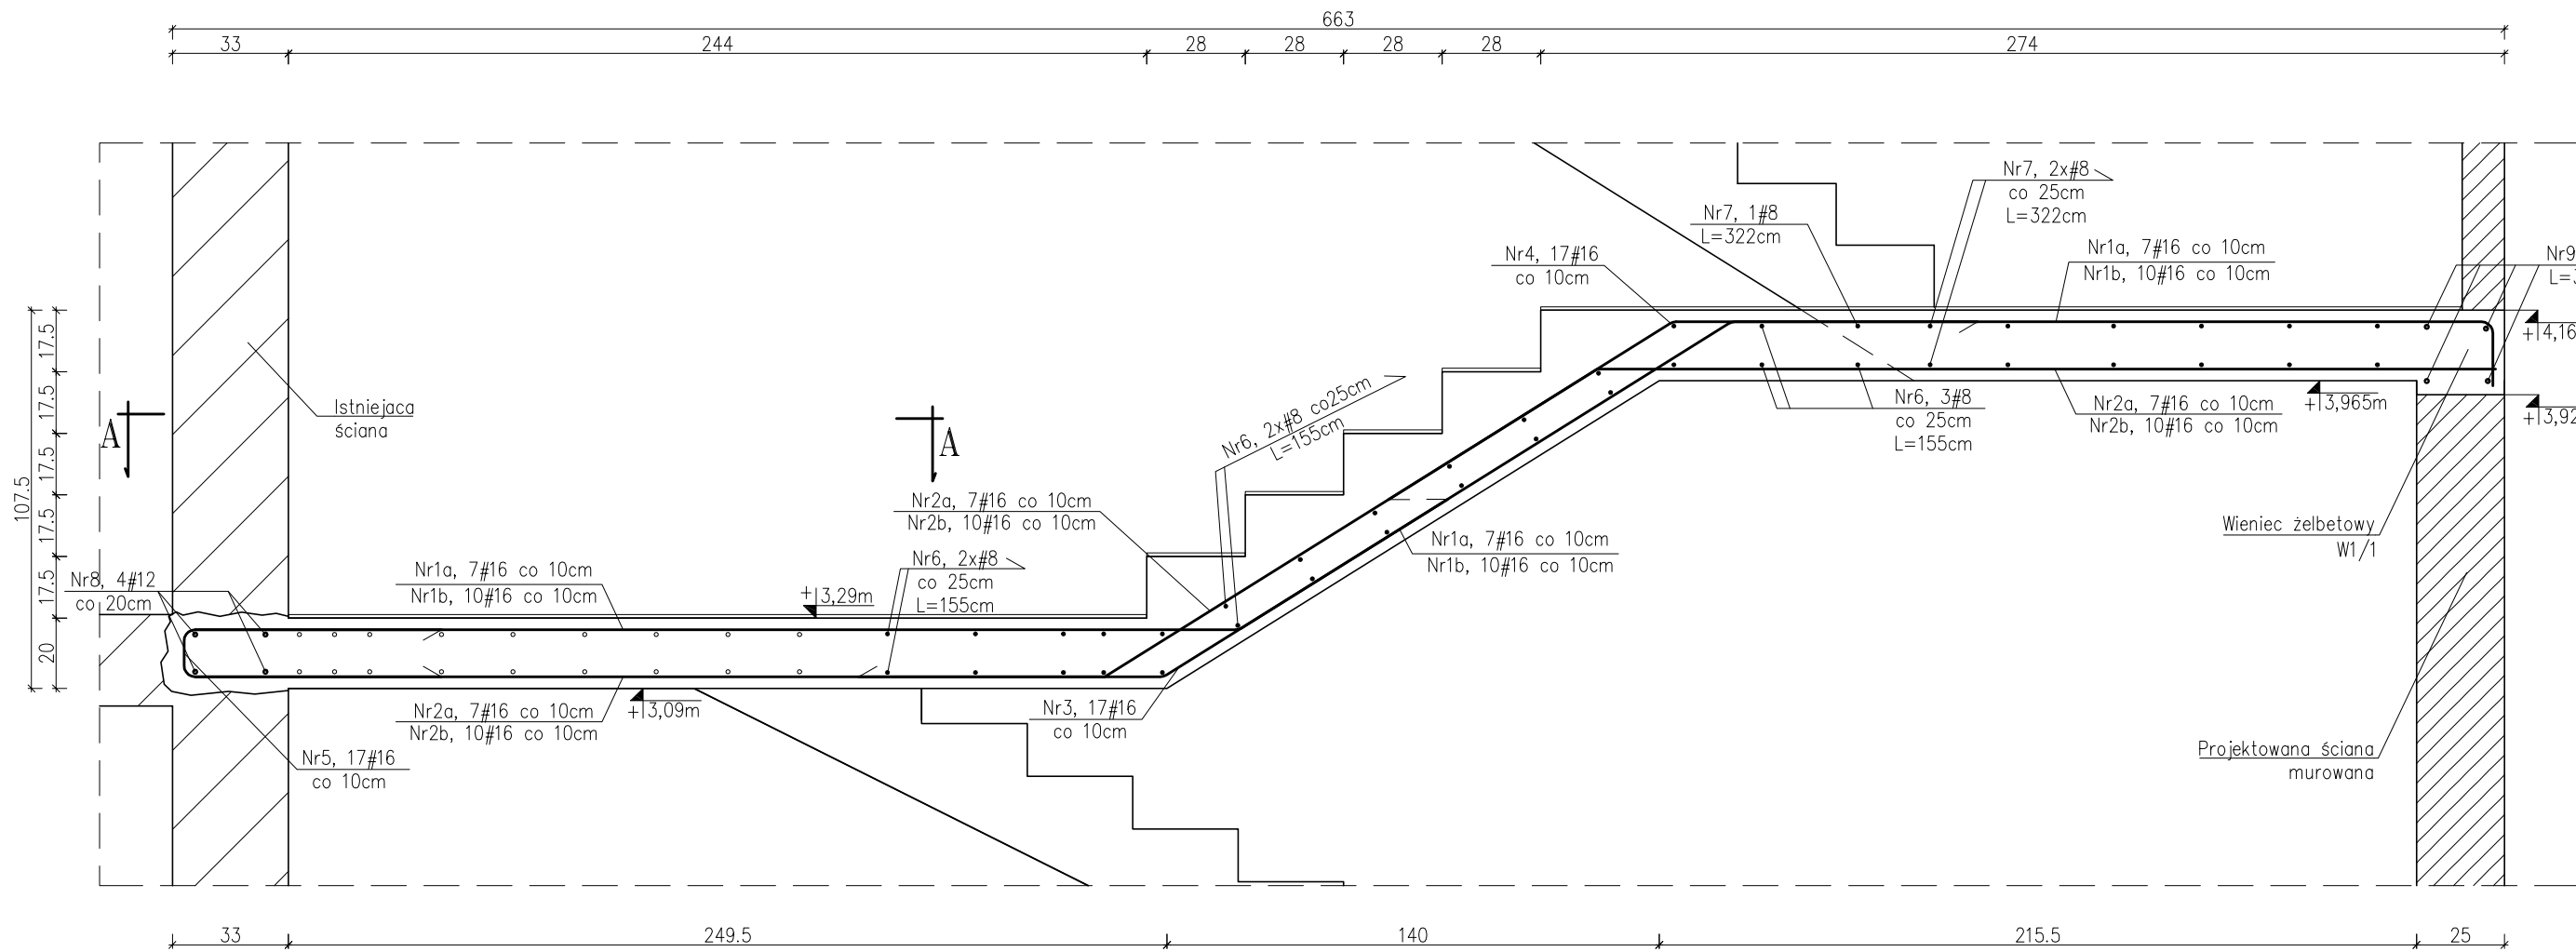 663
33
244
28
28
28
28
274
Nr7, 2x#8
co 25cm
L=322cm
Nr7, 1#8
L=322cm
Nr4, 17#16
co 10cm
Nr1a, 7#16 co 10cm
Nr1b, 10#16 co 10cm
Nr9
+4,16
+3,92
+3,965m
Nr6, 3#8
co 25cm
L=155cm
Nr2a, 7#16 co 10cm
Nr2b, 10#16 co 10cm
17.5
17.5
17.5
17.5
17.5
20
107.5
A
A
Istniejaca
ściana
Nr6, 2x#8 co25cm
L=155cm
Nr2a, 7#16 co 10cm
Nr2b, 10#16 co 10cm
Nr6, 2x#8
co 25cm
L=155cm
+3,29m
Nr1a, 7#16 co 10cm
Nr1b, 10#16 co 10cm
Wieniec żelbetowy
W1/1
Nr8, 4#12
co 20cm
Nr1a, 7#16 co 10cm
Nr1b, 10#16 co 10cm
Nr2a, 7#16 co 10cm
Nr2b, 10#16 co 10cm
+3,09m
Nr3, 17#16
co 10cm
Nr5, 17#16
co 10cm
Projektowana ściana
murowana
33
249.5
140
215.5
25